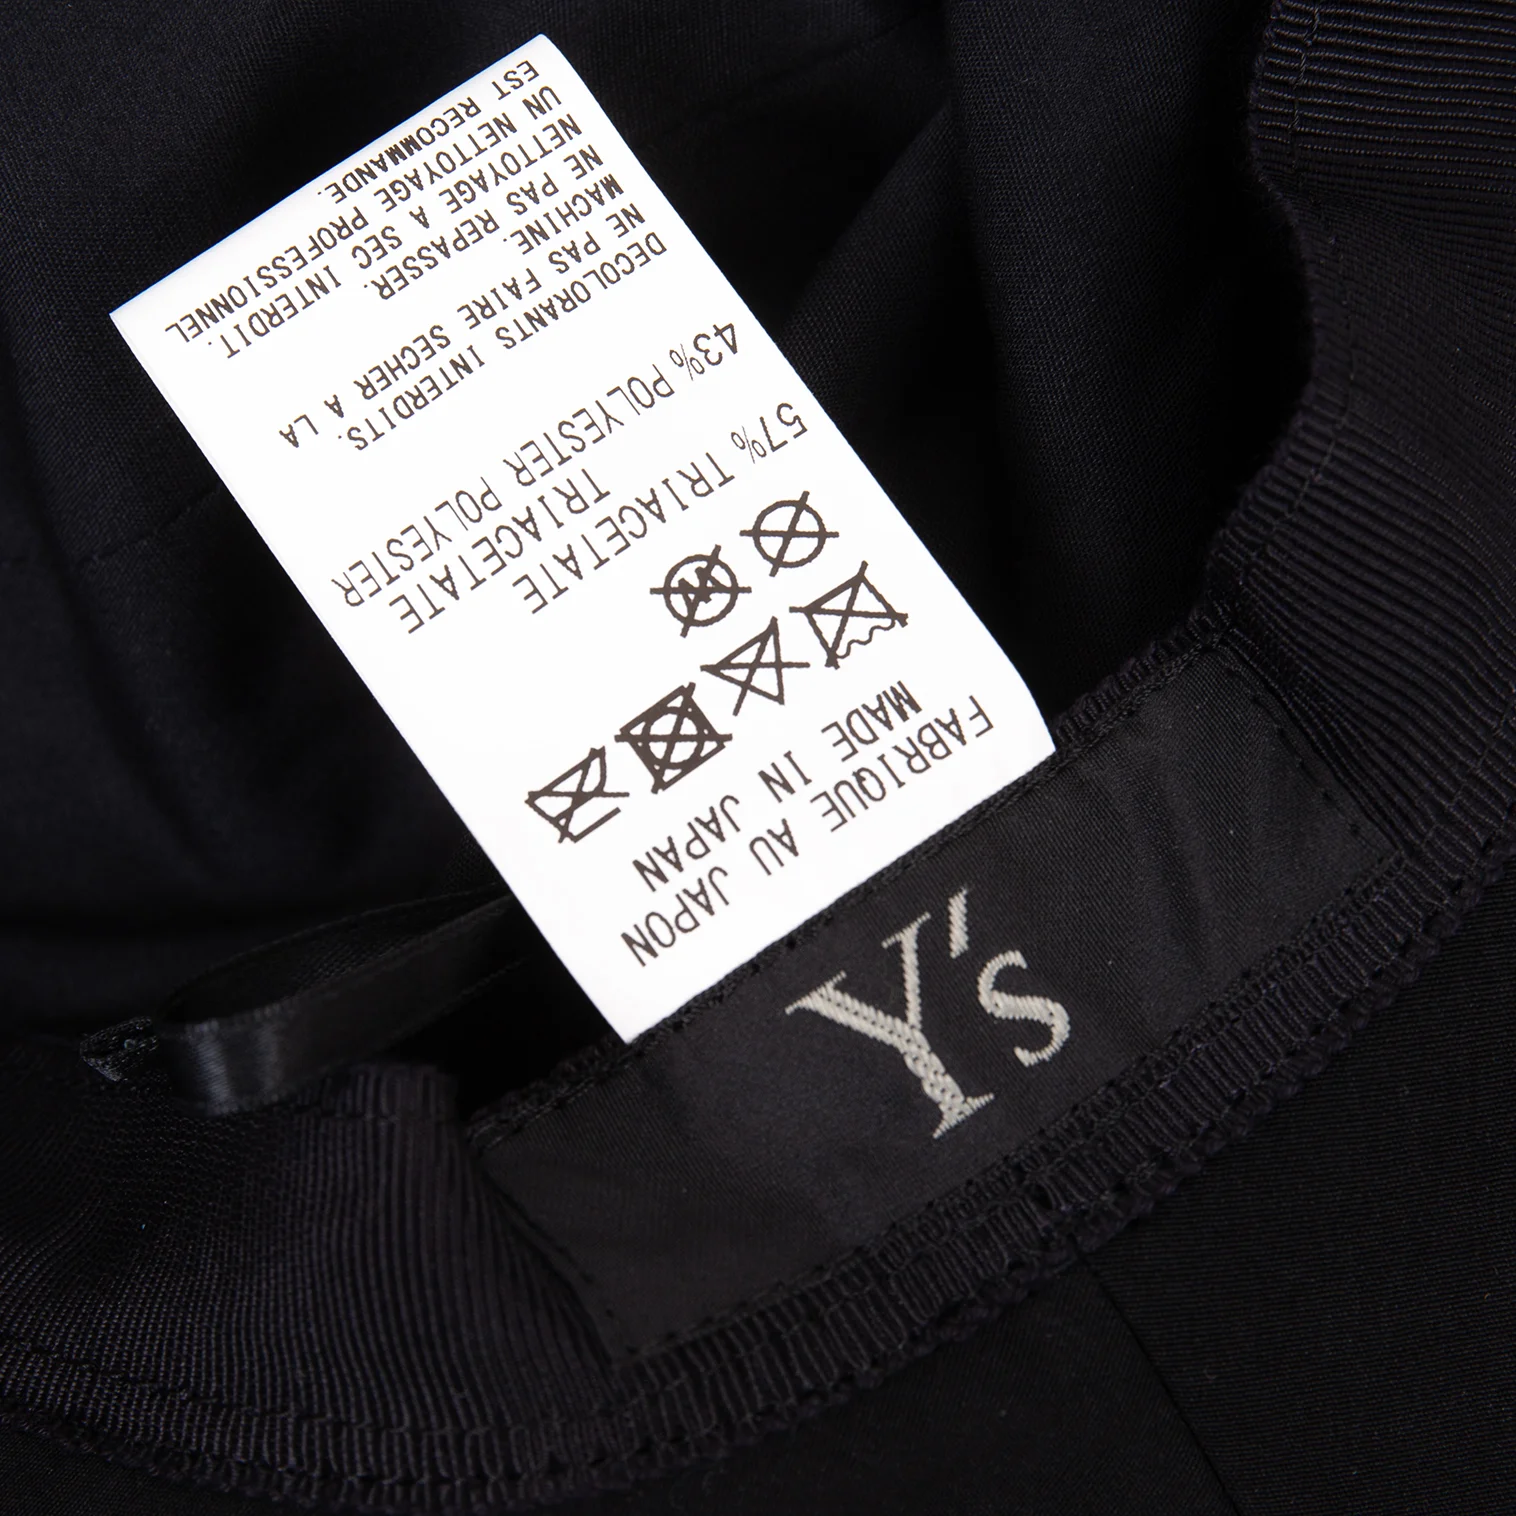 FABRIQUE AU JAPON
MADE IN JAPAN
57% TRIACETATE
TRIACETATE
43% POLYESTER POLYESTER
DECOLORANTS INTERDITS.
NE PAS FAIRE SECHER A LA
MACHINE.
NE PAS REPASSER.
NETTOYAGE A SEC INTERDIT.
UN NETTOYAGE PROFESSIONNEL
EST RECOMMANDE.
Y's